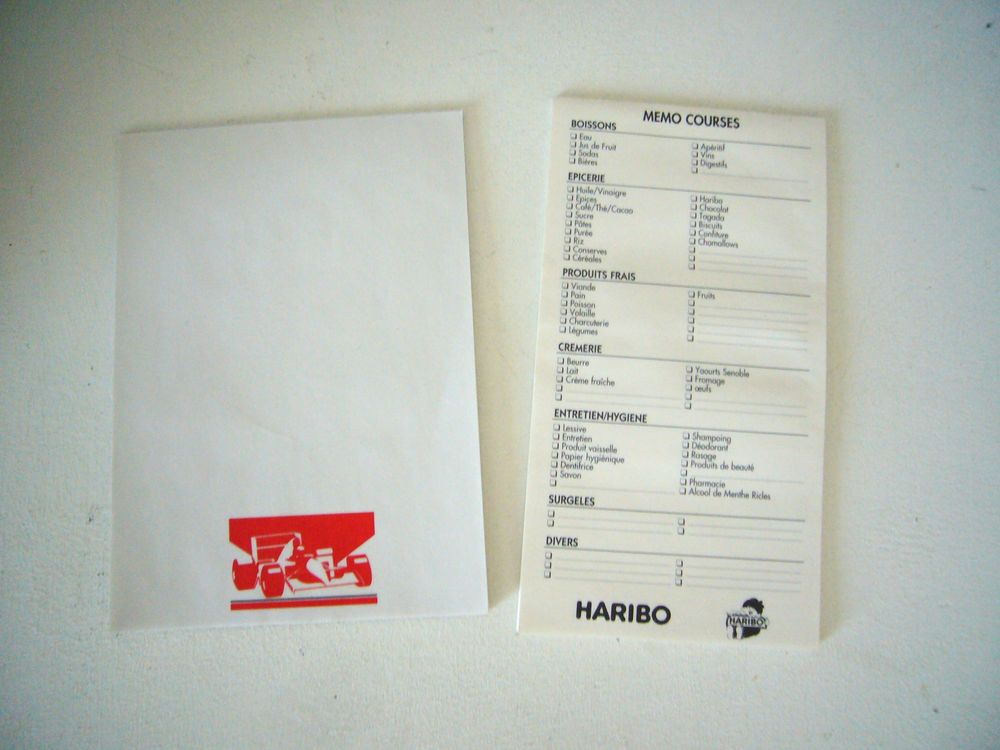 MEMO COURSES
BOISSONS
Eau
Jus de Fruit
Sodas
Bières
Apéritif
Vins
Digestifs
EPICERIE
Huile/Vinaigre
Epices
Café/Thé/Cacao
Sucre
Pâtes
Purée
Riz
Conserves
Céréales
Haribo
Chocolat
Tagada
Biscuits
Confiture
Chamallows
PRODUITS FRAIS
Viande
Pain
Poisson
Volaille
Charcuterie
Légumes
Fruits
CREMERIE
Beurre
Lait
Crème fraîche
Yaourts Senoble
Fromage
œufs
ENTRETIEN/HYGIENE
Lessive
Entretien
Produit vaisselle
Papier hygiénique
Dentifrice
Savon
Shampoing
Déodorant
Rasage
Produits de beauté
Pharmacie
Alcool de Menthe Ricles
SURGELES
DIVERS
HARIBO
HARIBO